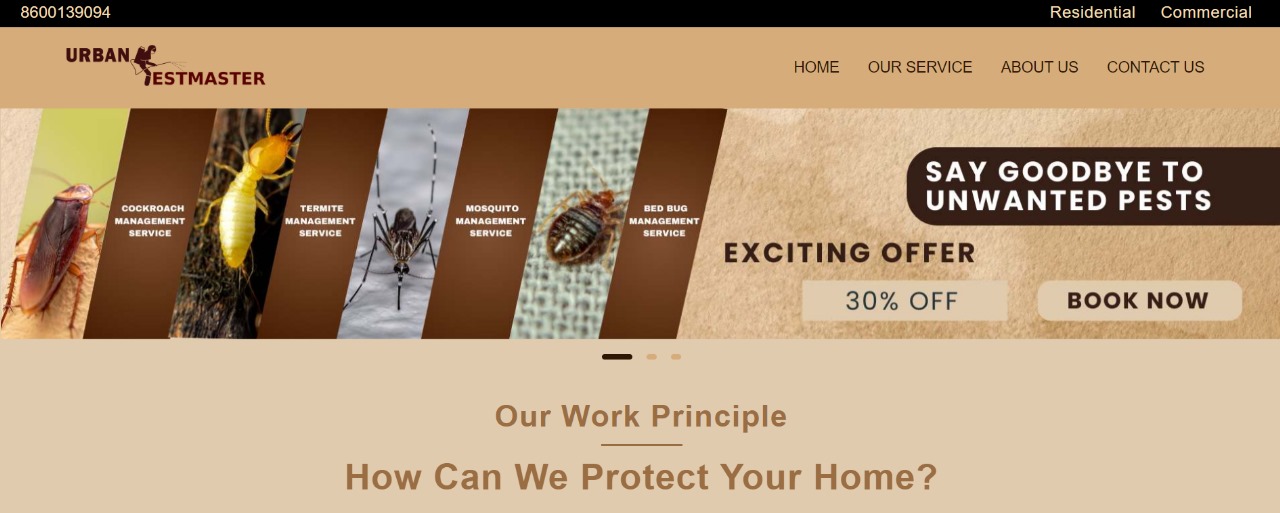 8600139094
Residential Commercial
URBAN
ESTMASTER
HOME OUR SERVICE ABOUT US CONTACT US
COCKROACH
MANAGEMENT
SERVICE
TERMITE
MANAGEMENT
SERVICE
MOSQUITO
MANAGEMENT
SERVICE
BED BUG
MANAGEMENT
SERVICE
SAY GOODBYE TO
UNWANTED PESTS
EXCITING OFFER
30% OFF
BOOK NOW
Our Work Principle
How Can We Protect Your Home?